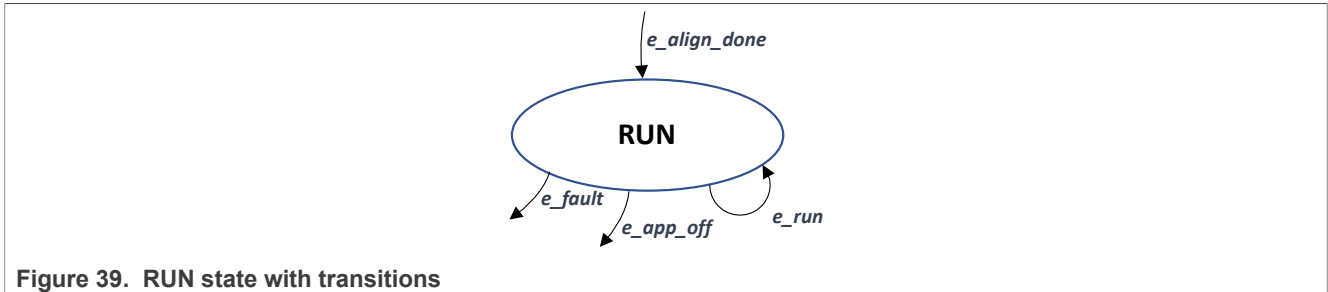 e_align_done
RUN
e_fault
e_app_off
e_run
Figure 39. RUN state with transitions